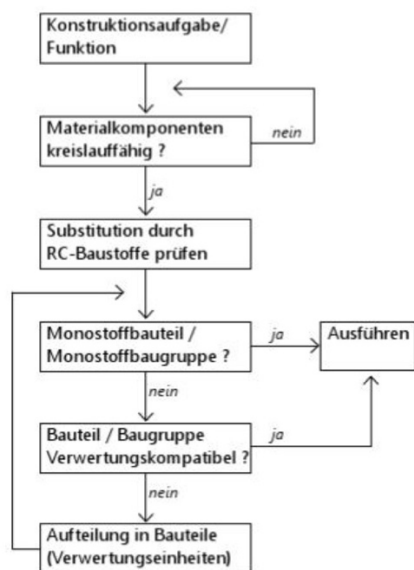 Konstruktionsaufgabe/
Funktion
Materialkomponenten
kreislauffähig ?
nein
ja
Substitution durch
RC-Baustoffe prüfen
Monostoffbauteil /
Monostoffbaugruppe ?
ja
Ausführen
nein
Bauteil / Baugruppe
Verwertungskompatibel ?
ja
nein
Aufteilung in Bauteile
(Verwertungseinheiten)